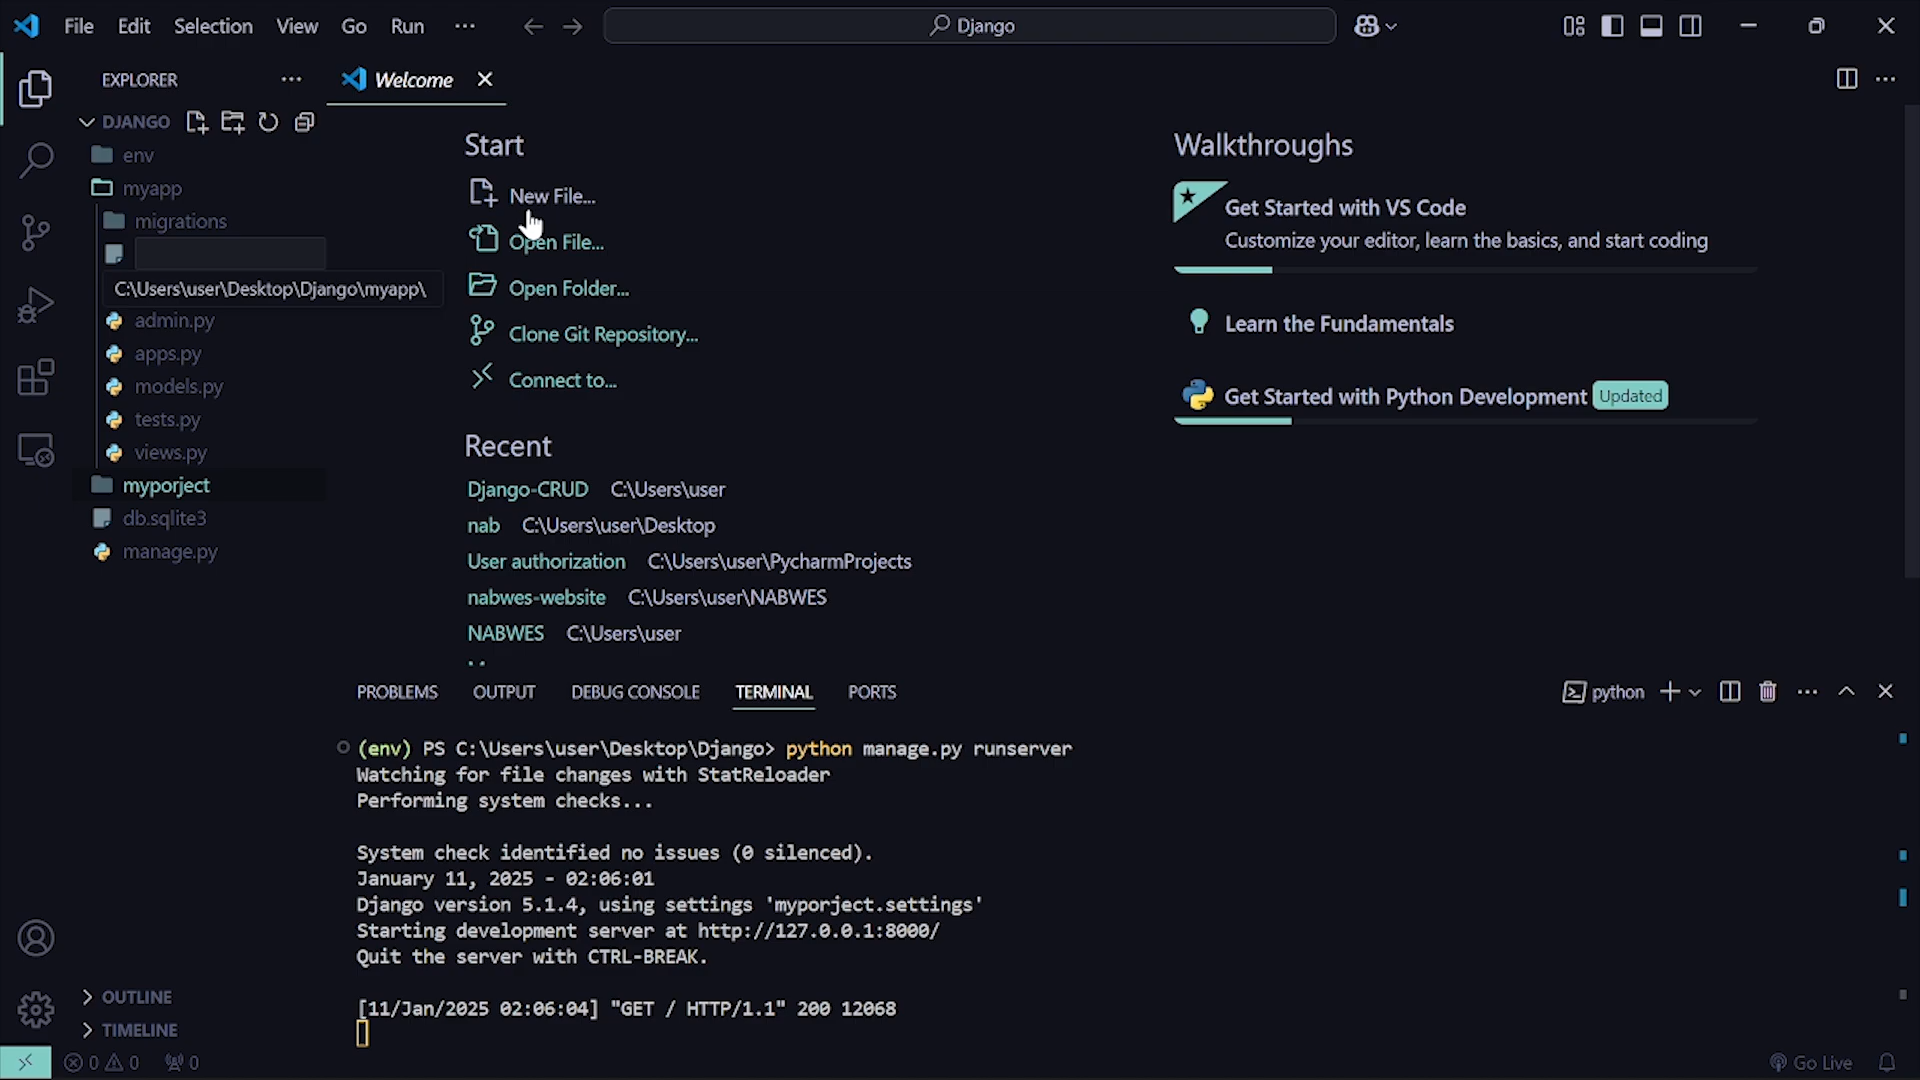 File Edit Selection View Go Run ···
Django
EXPLORER ···
Welcome
DJANGO
env
myapp
migrations
C:\Users\user\Desktop\Django\myapp\
admin.py
apps.py
models.py
tests.py
views.py
myporject
db.sqlite3
manage.py
OUTLINE
TIMELINE
Start
New File...
Open File...
Open Folder...
Clone Git Repository...
Connect to...
Recent
Django-CRUD C:\Users\user
nab C:\Users\user\Desktop
User authorization C:\Users\user\PycharmProjects
nabwes-website C:\Users\user\NABWES
NABWES C:\Users\user
Walkthroughs
Get Started with VS Code
Customize your editor, learn the basics, and start coding
Learn the Fundamentals
Get Started with Python Development Updated
PROBLEMS OUTPUT DEBUG CONSOLE TERMINAL PORTS
python
(env) PS C:\Users\user\Desktop\Django> python manage.py runserver
Watching for file changes with StatReloader
Performing system checks...
System check identified no issues (0 silenced).
January 11, 2025 - 02:06:01
Django version 5.1.4, using settings 'myporject.settings'
Starting development server at http://127.0.0.1:8000/
Quit the server with CTRL-BREAK.
[11/Jan/2025 02:06:04] "GET / HTTP/1.1" 200 12068
0 0 0
Go Live